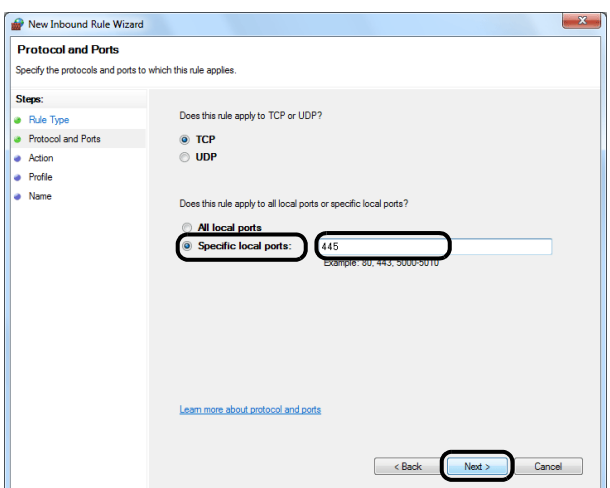 New Inbound Rule Wizard
Protocol and Ports
Specify the protocols and ports to which this rule applies.
Steps:
Rule Type
Protocol and Ports
Action
Profile
Name
Does this rule apply to TCP or UDP?
TCP
UDP
Does this rule apply to all local ports or specific local ports?
All local ports
Specific local ports:
445
Example: 80, 443, 5000-5010
Learn more about protocol and ports
< Back
Next >
Cancel